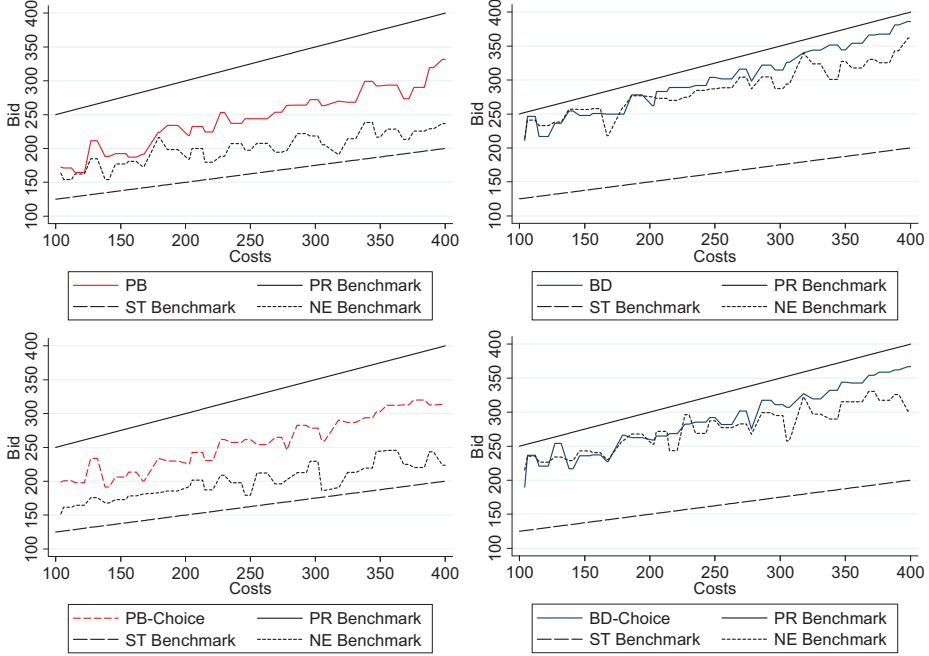 Bid
400
350
300
250
200
150
100
100 150 200 250 300 350 400
Costs
PB PR Benchmark
ST Benchmark NE Benchmark
Bid
400
350
300
250
200
150
100
100 150 200 250 300 350 400
Costs
BD PR Benchmark
ST Benchmark NE Benchmark
Bid
400
350
300
250
200
150
100
100 150 200 250 300 350 400
Costs
PB-Choice PR Benchmark
ST Benchmark NE Benchmark
Bid
400
350
300
250
200
150
100
100 150 200 250 300 350 400
Costs
BD-Choice PR Benchmark
ST Benchmark NE Benchmark